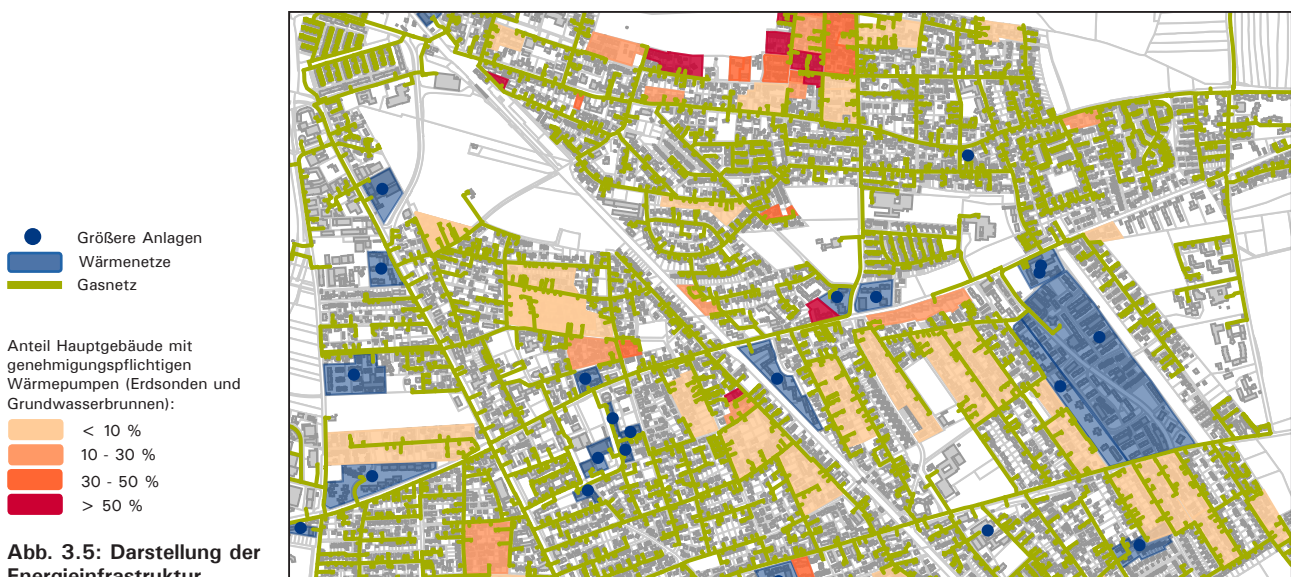 Größere Anlagen
Wärmenetze
Gasnetz
Anteil Hauptgebäude mit
genehmigungspflichtigen
Wärmepumpen (Erdsonden und
Grundwasserbrunnen):
< 10 %
10 - 30 %
30 - 50 %
> 50 %
Abb. 3.5: Darstellung der
Energieinfrastruktur